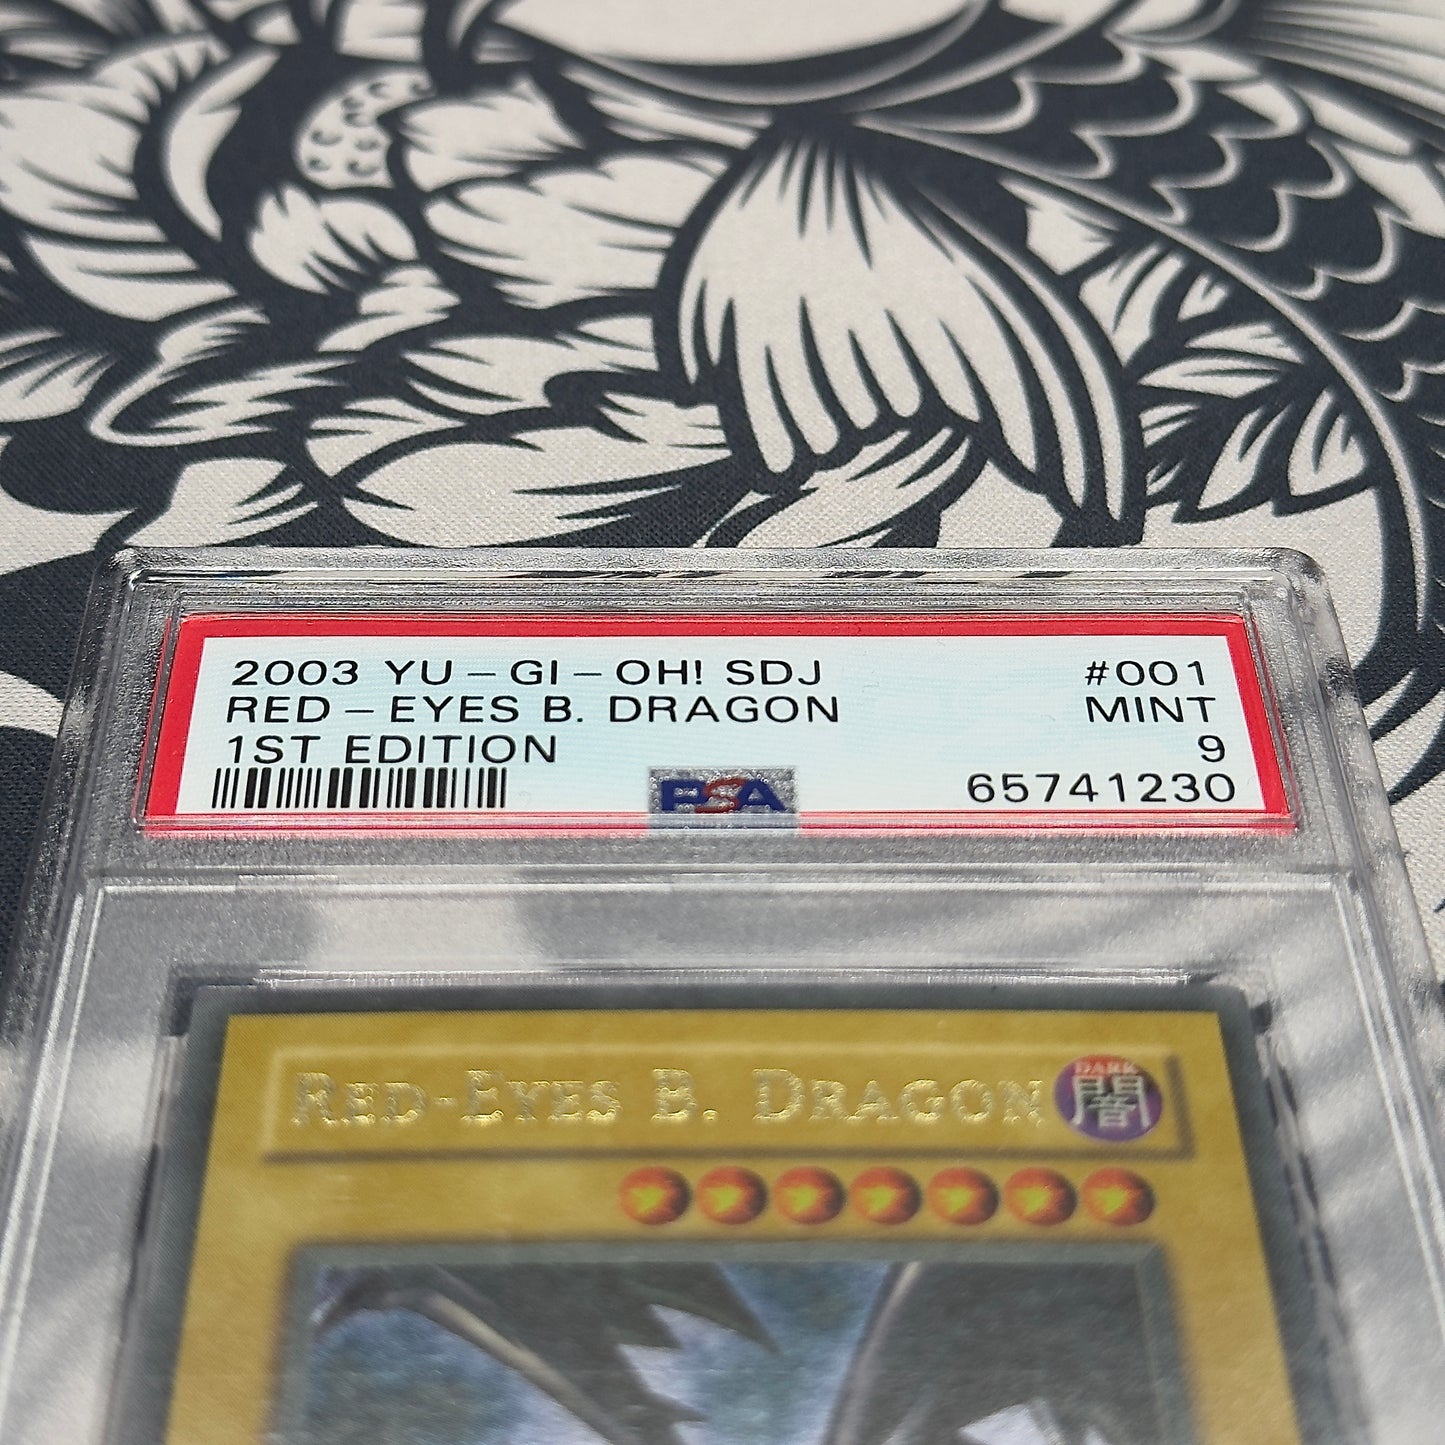 2003 YU-GI-OH! SDJ #001
RED-EYES B. DRAGON MINT
1ST EDITION 9
PSA 65741230
RED-EYES B. DRAGON
DARK
闇